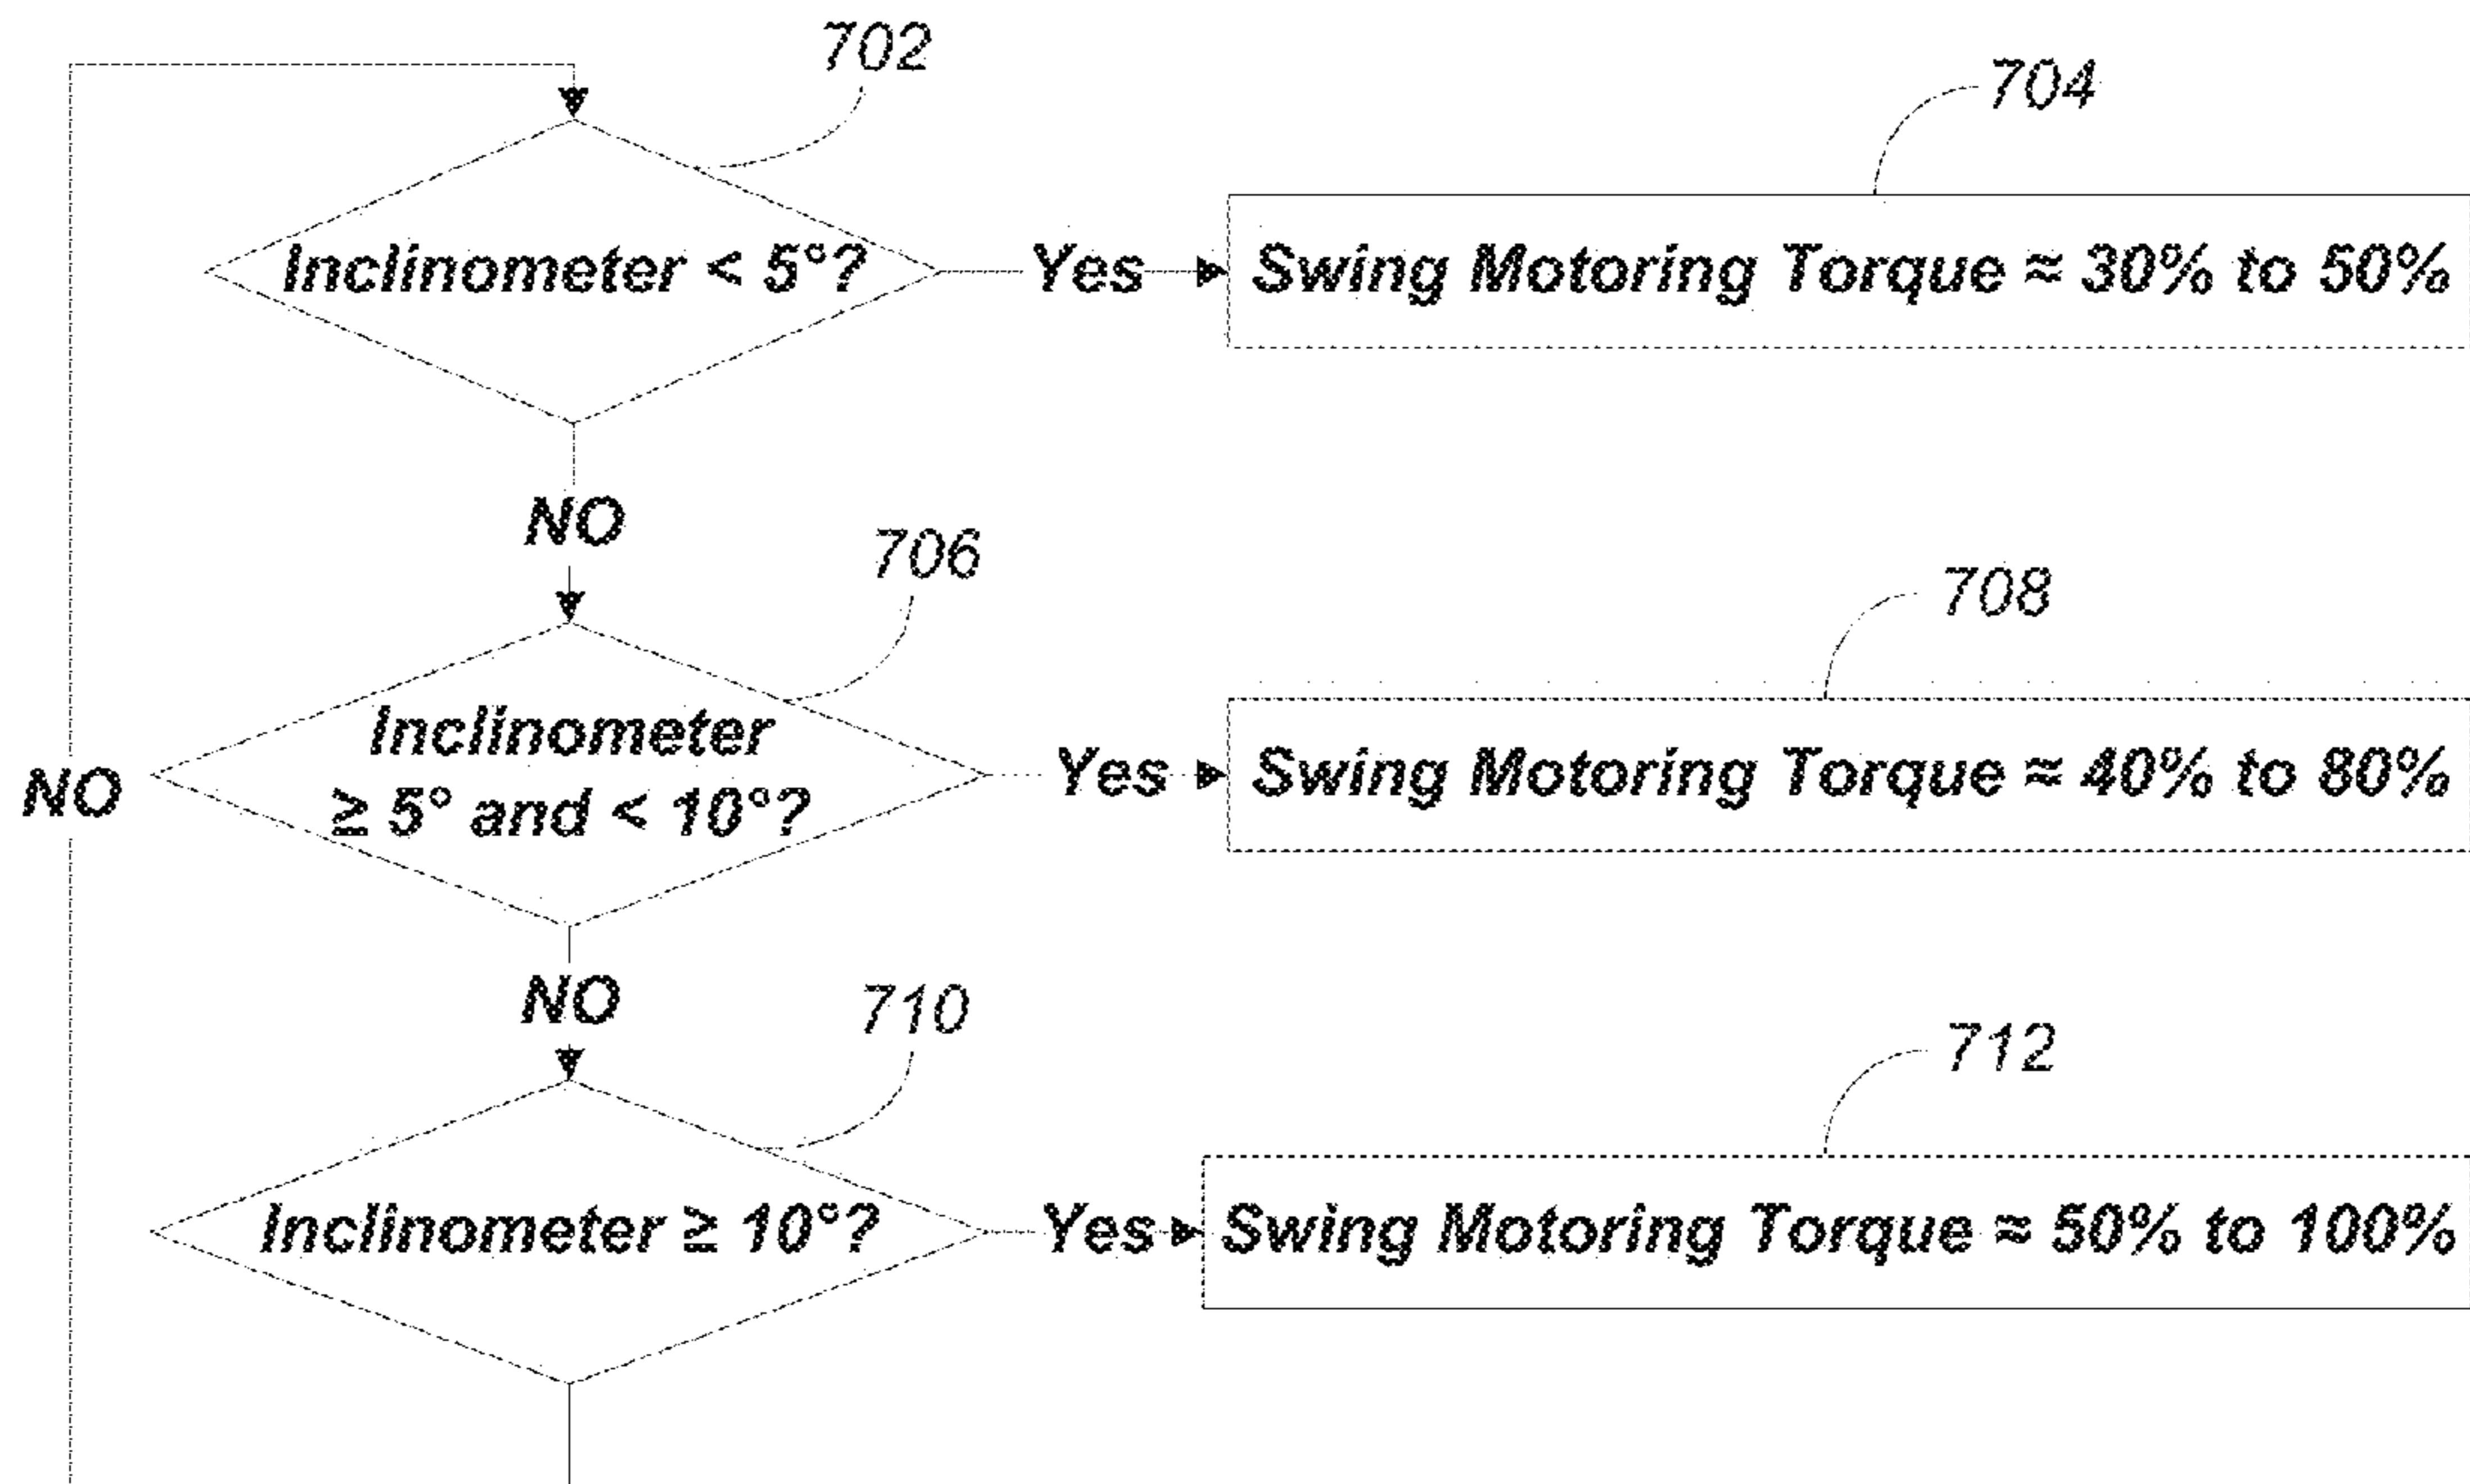 702
704
Inclinometer < 5°?
Yes
Swing Motoring Torque ≈ 30% to 50%
NO
706
708
Inclinometer
≥ 5° and < 10°?
Yes
Swing Motoring Torque ≈ 40% to 80%
NO
NO
710
712
Inclinometer ≥ 10°?
Yes
Swing Motoring Torque ≈ 50% to 100%